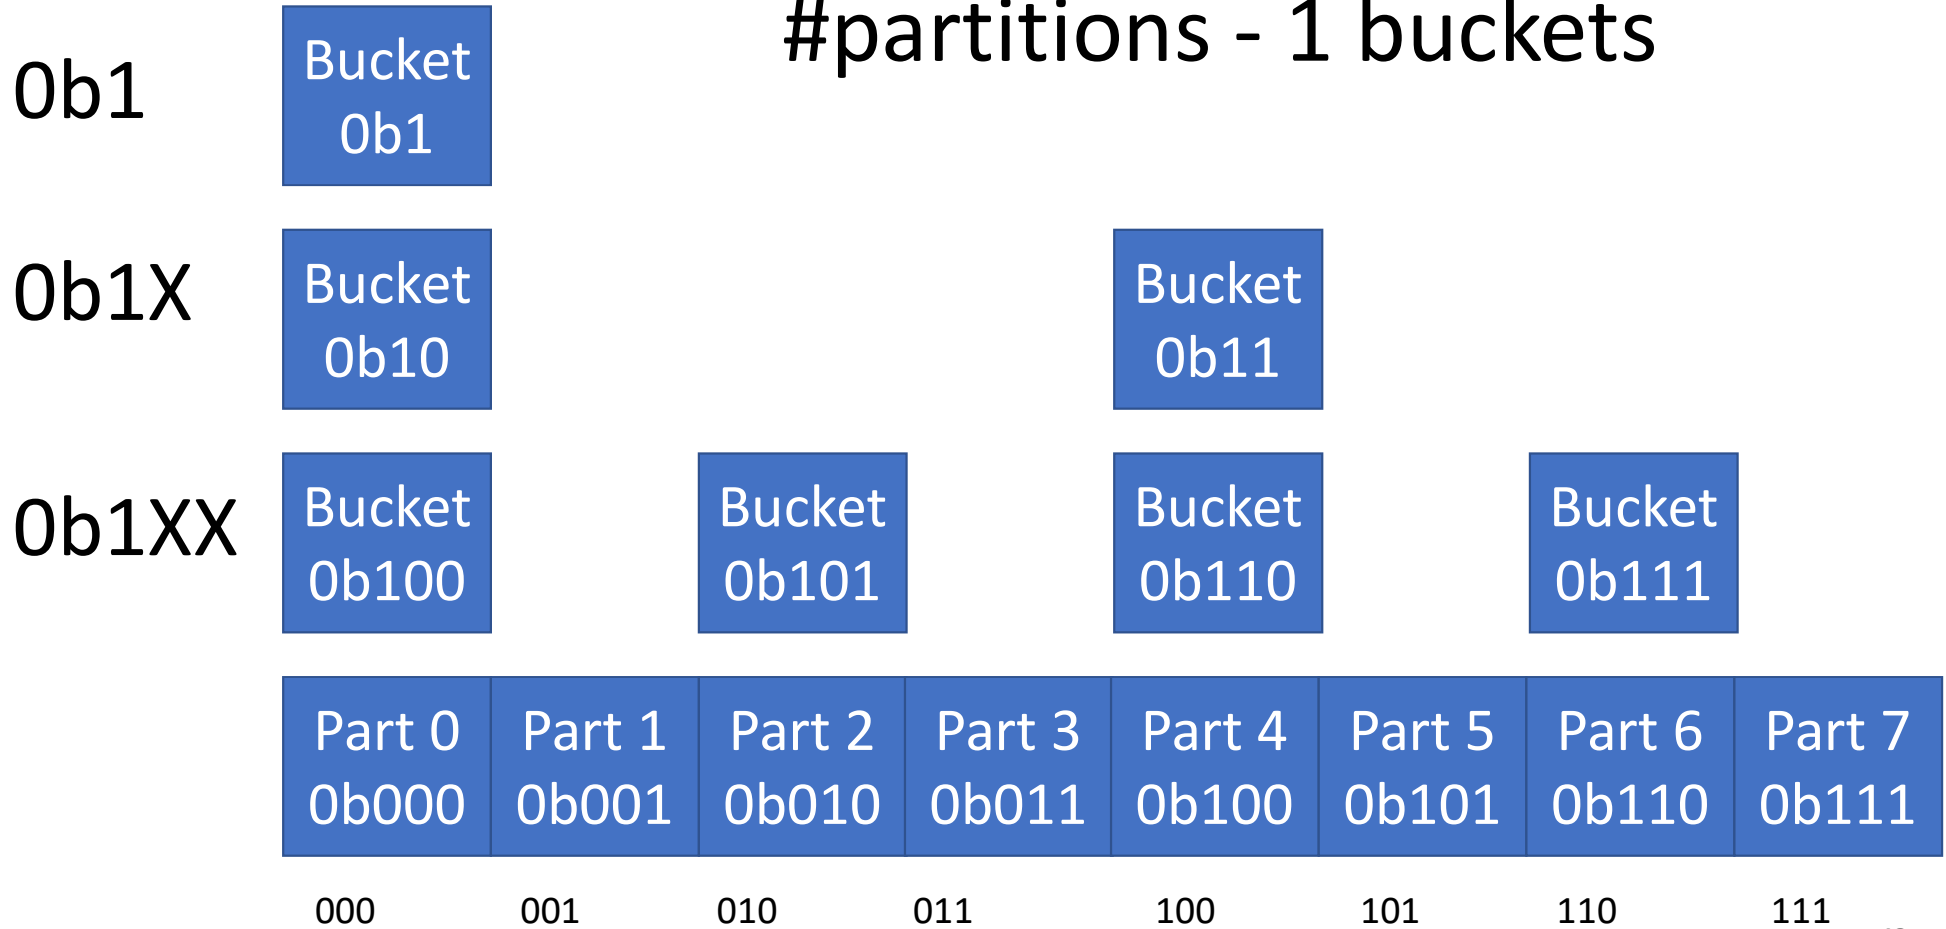 #partitions - 1 buckets
0b1
Bucket
0b1
0b1X
Bucket
0b10
Bucket
0b11
0b1XX
Bucket
0b100
Bucket
0b101
Bucket
0b110
Bucket
0b111
Part 0
0b000
Part 1
0b001
Part 2
0b010
Part 3
0b011
Part 4
0b100
Part 5
0b101
Part 6
0b110
Part 7
0b111
000 001 010 011 100 101 110 111